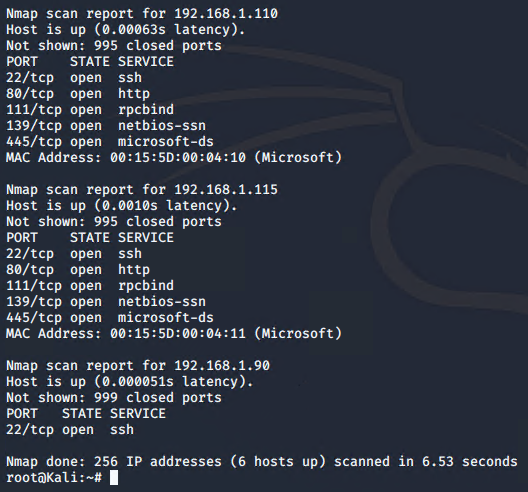 Nmap scan report for 192.168.1.110
Host is up (0.00063s latency).
Not shown: 995 closed ports
PORT    STATE SERVICE
22/tcp  open  ssh
80/tcp  open  http
111/tcp open  rpcbind
139/tcp open  netbios-ssn
445/tcp open  microsoft-ds
MAC Address: 00:15:5D:00:04:10 (Microsoft)

Nmap scan report for 192.168.1.115
Host is up (0.0010s latency).
Not shown: 995 closed ports
PORT    STATE SERVICE
22/tcp  open  ssh
80/tcp  open  http
111/tcp open  rpcbind
139/tcp open  netbios-ssn
445/tcp open  microsoft-ds
MAC Address: 00:15:5D:00:04:11 (Microsoft)

Nmap scan report for 192.168.1.90
Host is up (0.000051s latency).
Not shown: 999 closed ports
PORT   STATE SERVICE
22/tcp open  ssh

Nmap done: 256 IP addresses (6 hosts up) scanned in 6.53 seconds
root@Kali:~#